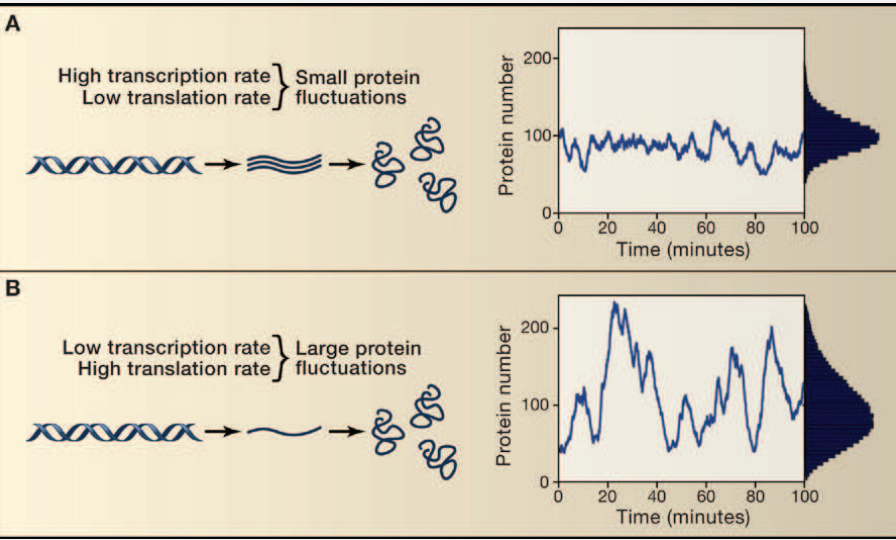 A
High transcription rate
Low translation rate
Small protein
fluctuations
Protein number
200
100
0
0 20 40 60 80 100
Time (minutes)
B
Low transcription rate
High translation rate
Large protein
fluctuations
Protein number
200
100
0
0 20 40 60 80 100
Time (minutes)